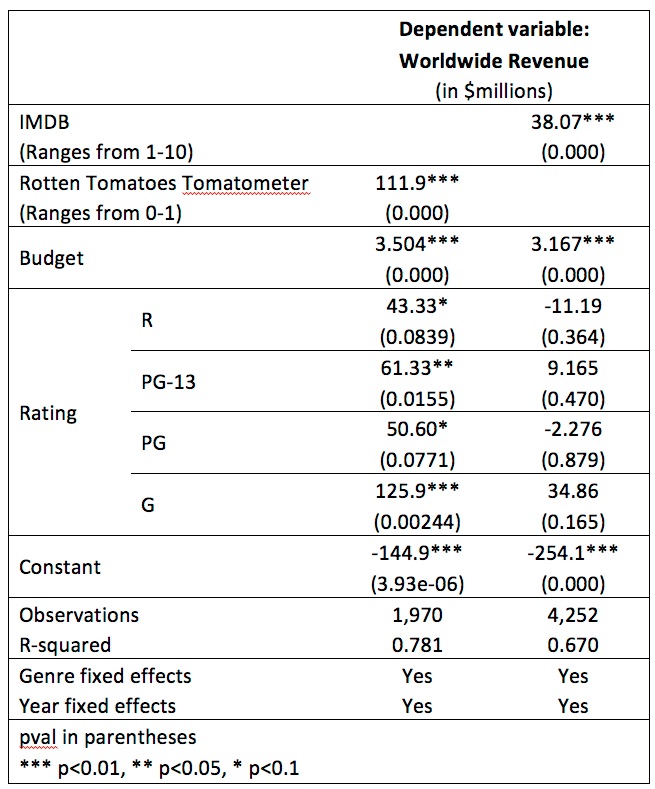 Dependent variable:
Worldwide Revenue
(in $millions)
IMDB 38.07***
(Ranges from 1-10) (0.000)
Rotten Tomatoes Tomatometer 111.9***
(Ranges from 0-1) (0.000)
Budget 3.504*** 3.167***
(0.000) (0.000)
Rating
R 43.33* -11.19
(0.0839) (0.364)
PG-13 61.33** 9.165
(0.0155) (0.470)
PG 50.60* -2.276
(0.0771) (0.879)
G 125.9*** 34.86
(0.00244) (0.165)
Constant -144.9*** -254.1***
(3.93e-06) (0.000)
Observations 1,970 4,252
R-squared 0.781 0.670
Genre fixed effects Yes Yes
Year fixed effects Yes Yes
pval in parentheses
*** p<0.01, ** p<0.05, * p<0.1